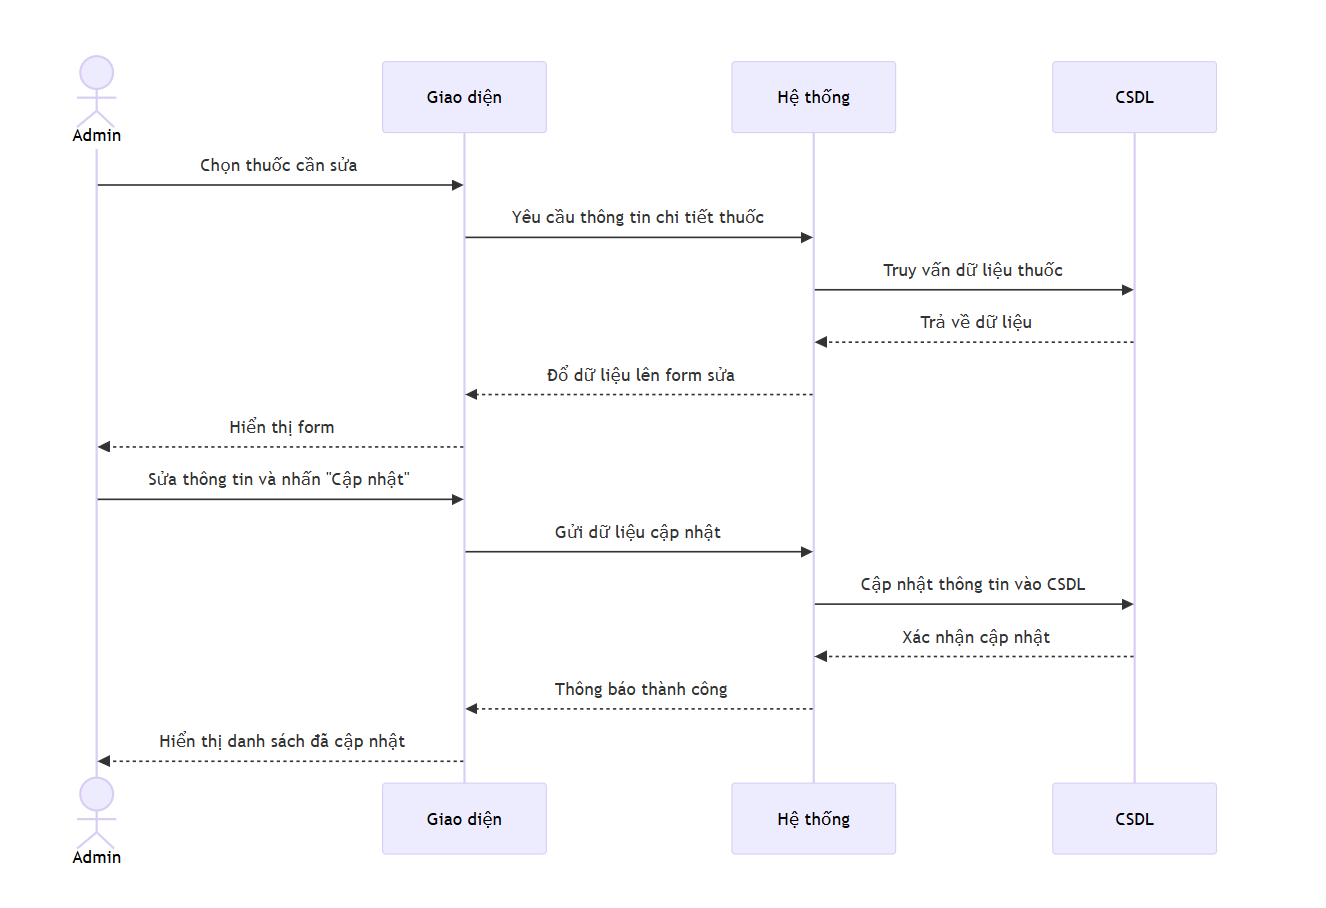 Admin
Giao diện
Hệ thống
CSDL
Chọn thuốc cần sửa
Yêu cầu thông tin chi tiết thuốc
Truy vấn dữ liệu thuốc
Trả về dữ liệu
Đổ dữ liệu lên form sửa
Hiển thị form
Sửa thông tin và nhấn "Cập nhật"
Gửi dữ liệu cập nhật
Cập nhật thông tin vào CSDL
Xác nhận cập nhật
Thông báo thành công
Hiển thị danh sách đã cập nhật
Admin
Giao diện
Hệ thống
CSDL